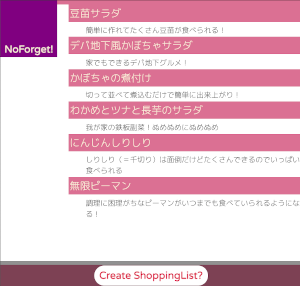 NoForget!
豆苗サラダ
簡単に作れてたくさん豆苗が食べられる！
デパ地下風かぼちゃサラダ
家でもできるデパ地下グルメ！
かぼちゃの煮付け
切って並べて煮込むだけで簡単に出来上がり！
わかめとツナと長芋のサラダ
我が家の鉄板副菜！ぬめぬめにぬめぬめ
にんじんしりしり
しりしり（＝千切り）は面倒だけどたくさんできるのでいっぱい
食べられる
無限ピーマン
調理に困りがちなピーマンがいつまでも食べていられるようにな
る！
Create ShoppingList?